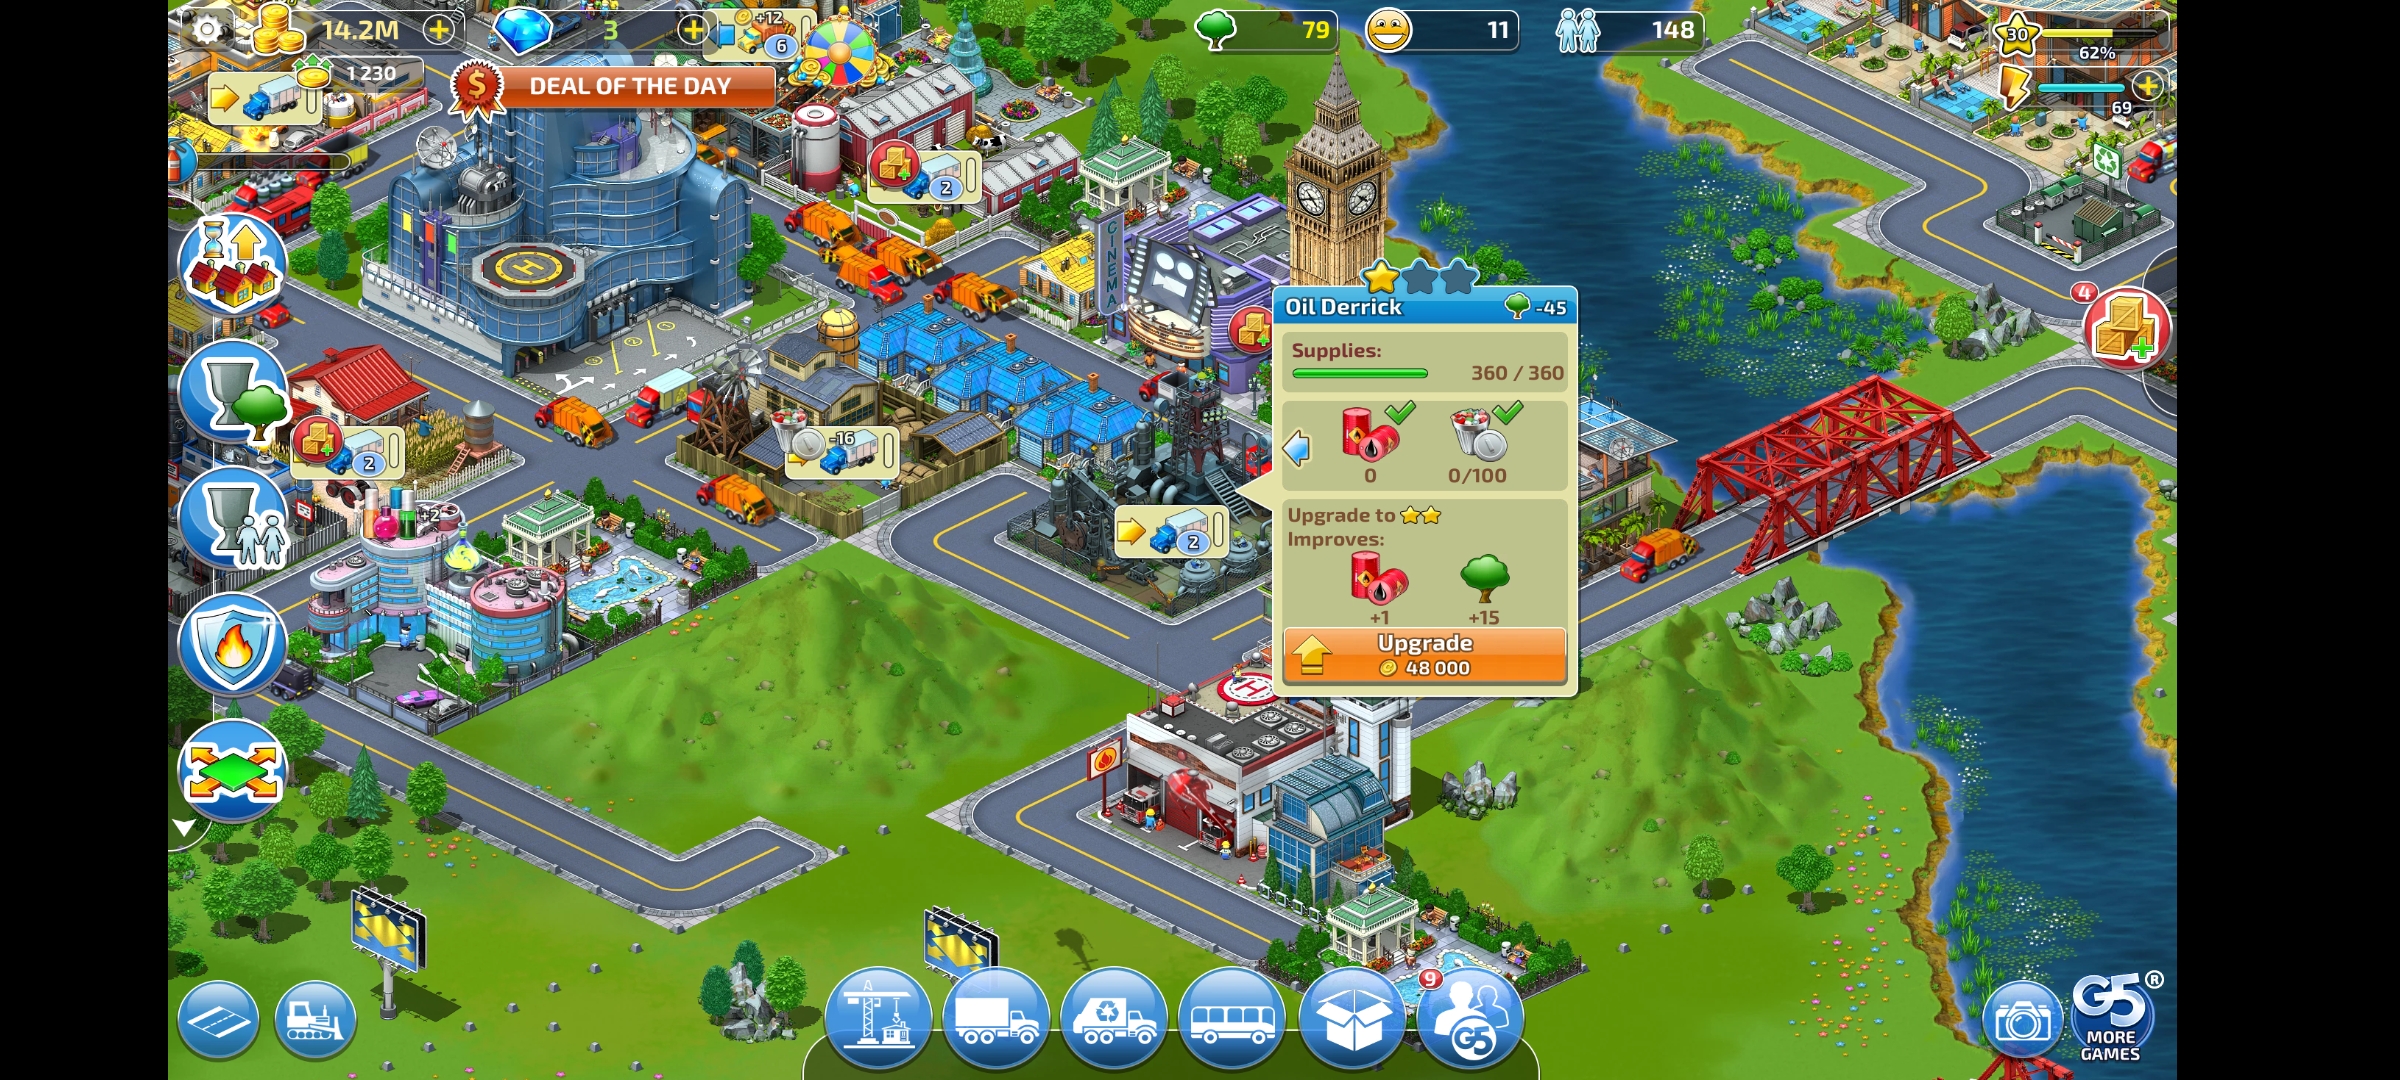 14.2M
3
+12
6
79
11
148
30
62%
1 230
DEAL OF THE DAY
69
2
CINEMA
4
Oil Derrick
-45
Supplies:
360 / 360
0
0/100
Upgrade to
Improves:
+1
+15
Upgrade
48 000
-16
2
+2
2
H
H
9
G5
G5®
MORE
GAMES